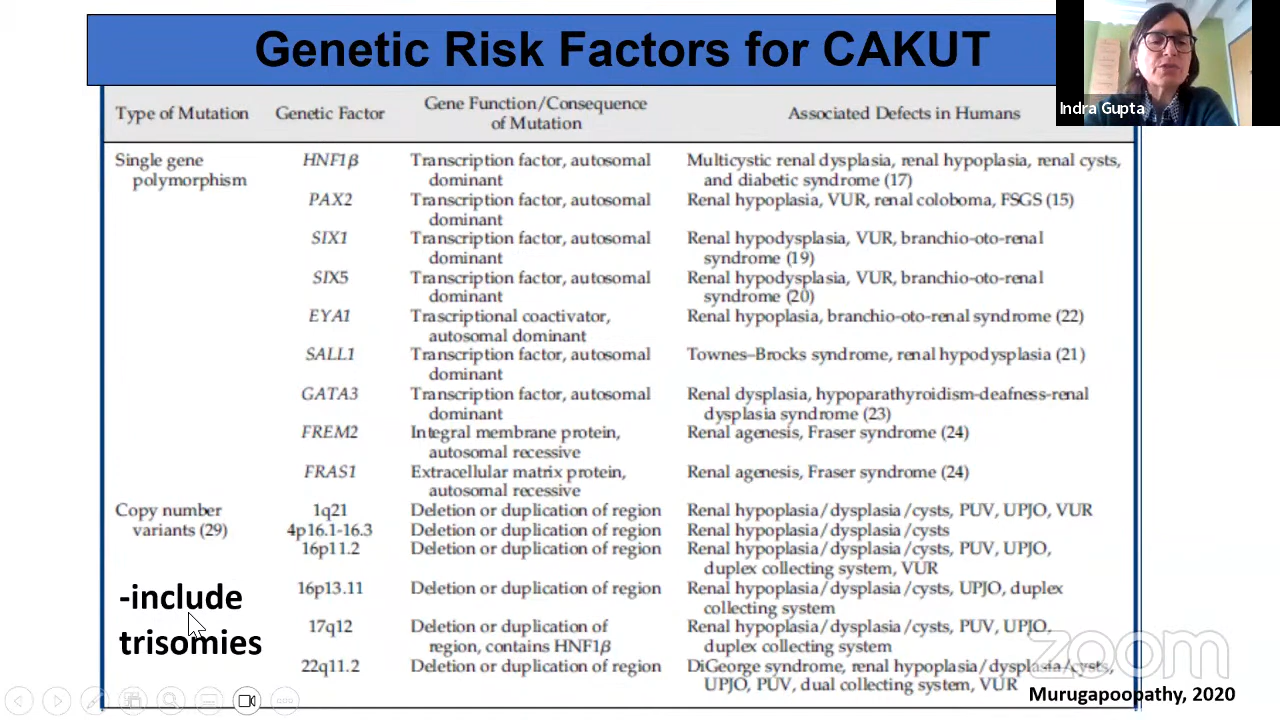 Genetic Risk Factors for CAKUT
Indra Gupta
Type of Mutation Genetic Factor Gene Function/Consequence of Mutation Associated Defects in Humans
Single gene polymorphism
HNF1β Transcription factor, autosomal dominant Multicystic renal dysplasia, renal hypoplasia, renal cysts, and diabetic syndrome (17)
PAX2 Transcription factor, autosomal dominant Renal hypoplasia, VUR, renal coloboma, FSGS (15)
SIX1 Transcription factor, autosomal dominant Renal hypodysplasia, VUR, branchio-oto-renal syndrome (19)
SIX5 Transcription factor, autosomal dominant Renal hypodysplasia, VUR, branchio-oto-renal syndrome (20)
EYA1 Trascriptional coactivator, autosomal dominant Renal hypoplasia, branchio-oto-renal syndrome (22)
SALL1 Transcription factor, autosomal dominant Townes–Brocks syndrome, renal hypodysplasia (21)
GATA3 Transcription factor, autosomal dominant Renal dysplasia, hypoparathyroidism-deafness-renal dysplasia syndrome (23)
FREM2 Integral membrane protein, autosomal recessive Renal agenesis, Fraser syndrome (24)
FRAS1 Extracellular matrix protein, autosomal recessive Renal agenesis, Fraser syndrome (24)
Copy number variants (29)
1q21 Deletion or duplication of region Renal hypoplasia/dysplasia/cysts, PUV, UPJO, VUR
4p16.1-16.3 Deletion or duplication of region Renal hypoplasia/dysplasia/cysts
16p11.2 Deletion or duplication of region Renal hypoplasia/dysplasia/cysts, PUV, UPJO, duplex collecting system, VUR
16p13.11 Deletion or duplication of region Renal hypoplasia/dysplasia/cysts, UPJO, duplex collecting system
17q12 Deletion or duplication of region, contains HNF1β Renal hypoplasia/dysplasia/cysts, PUV, UPJO, duplex collecting system
22q11.2 Deletion or duplication of region DiGeorge syndrome, renal hypoplasia/dysplasia/cysts, UPJO, PUV, dual collecting system, VUR
-include
trisomies
zoom
Murugapoopathy, 2020